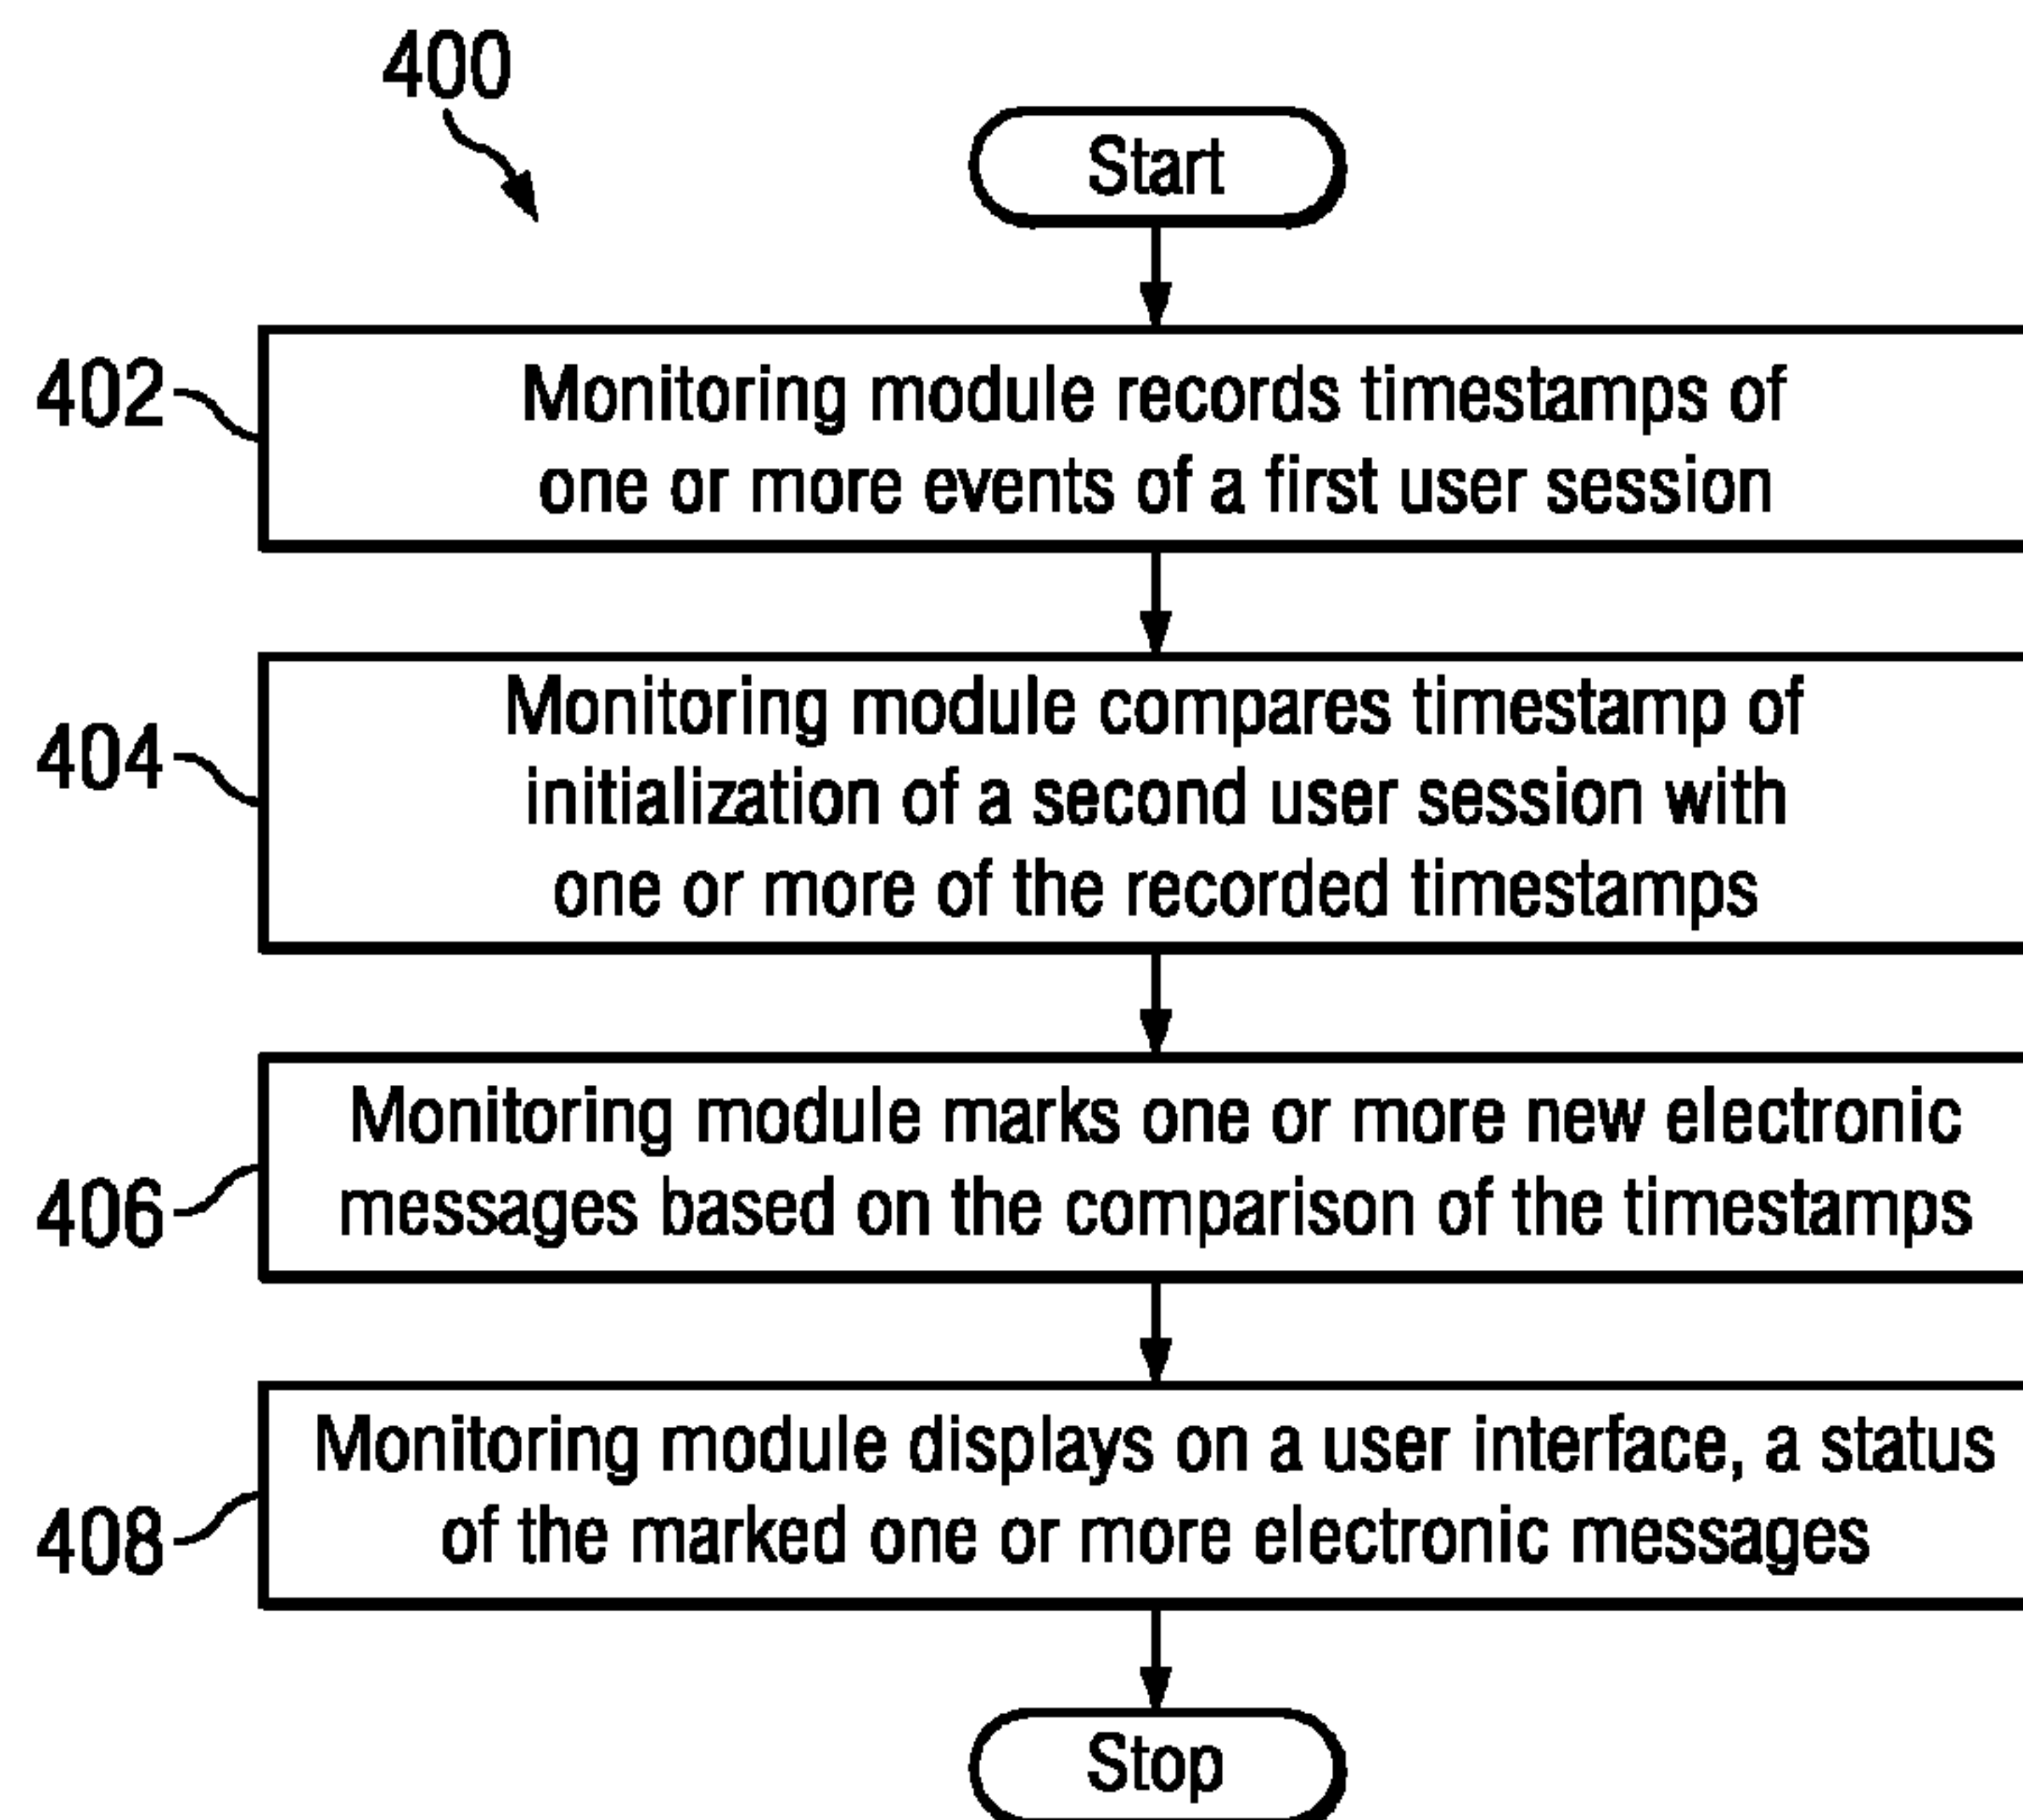 400
Start
402
Monitoring module records timestamps of
one or more events of a first user session
404
Monitoring module compares timestamp of
initialization of a second user session with
one or more of the recorded timestamps
406
Monitoring module marks one or more new electronic
messages based on the comparison of the timestamps
408
Monitoring module displays on a user interface, a status
of the marked one or more electronic messages
Stop